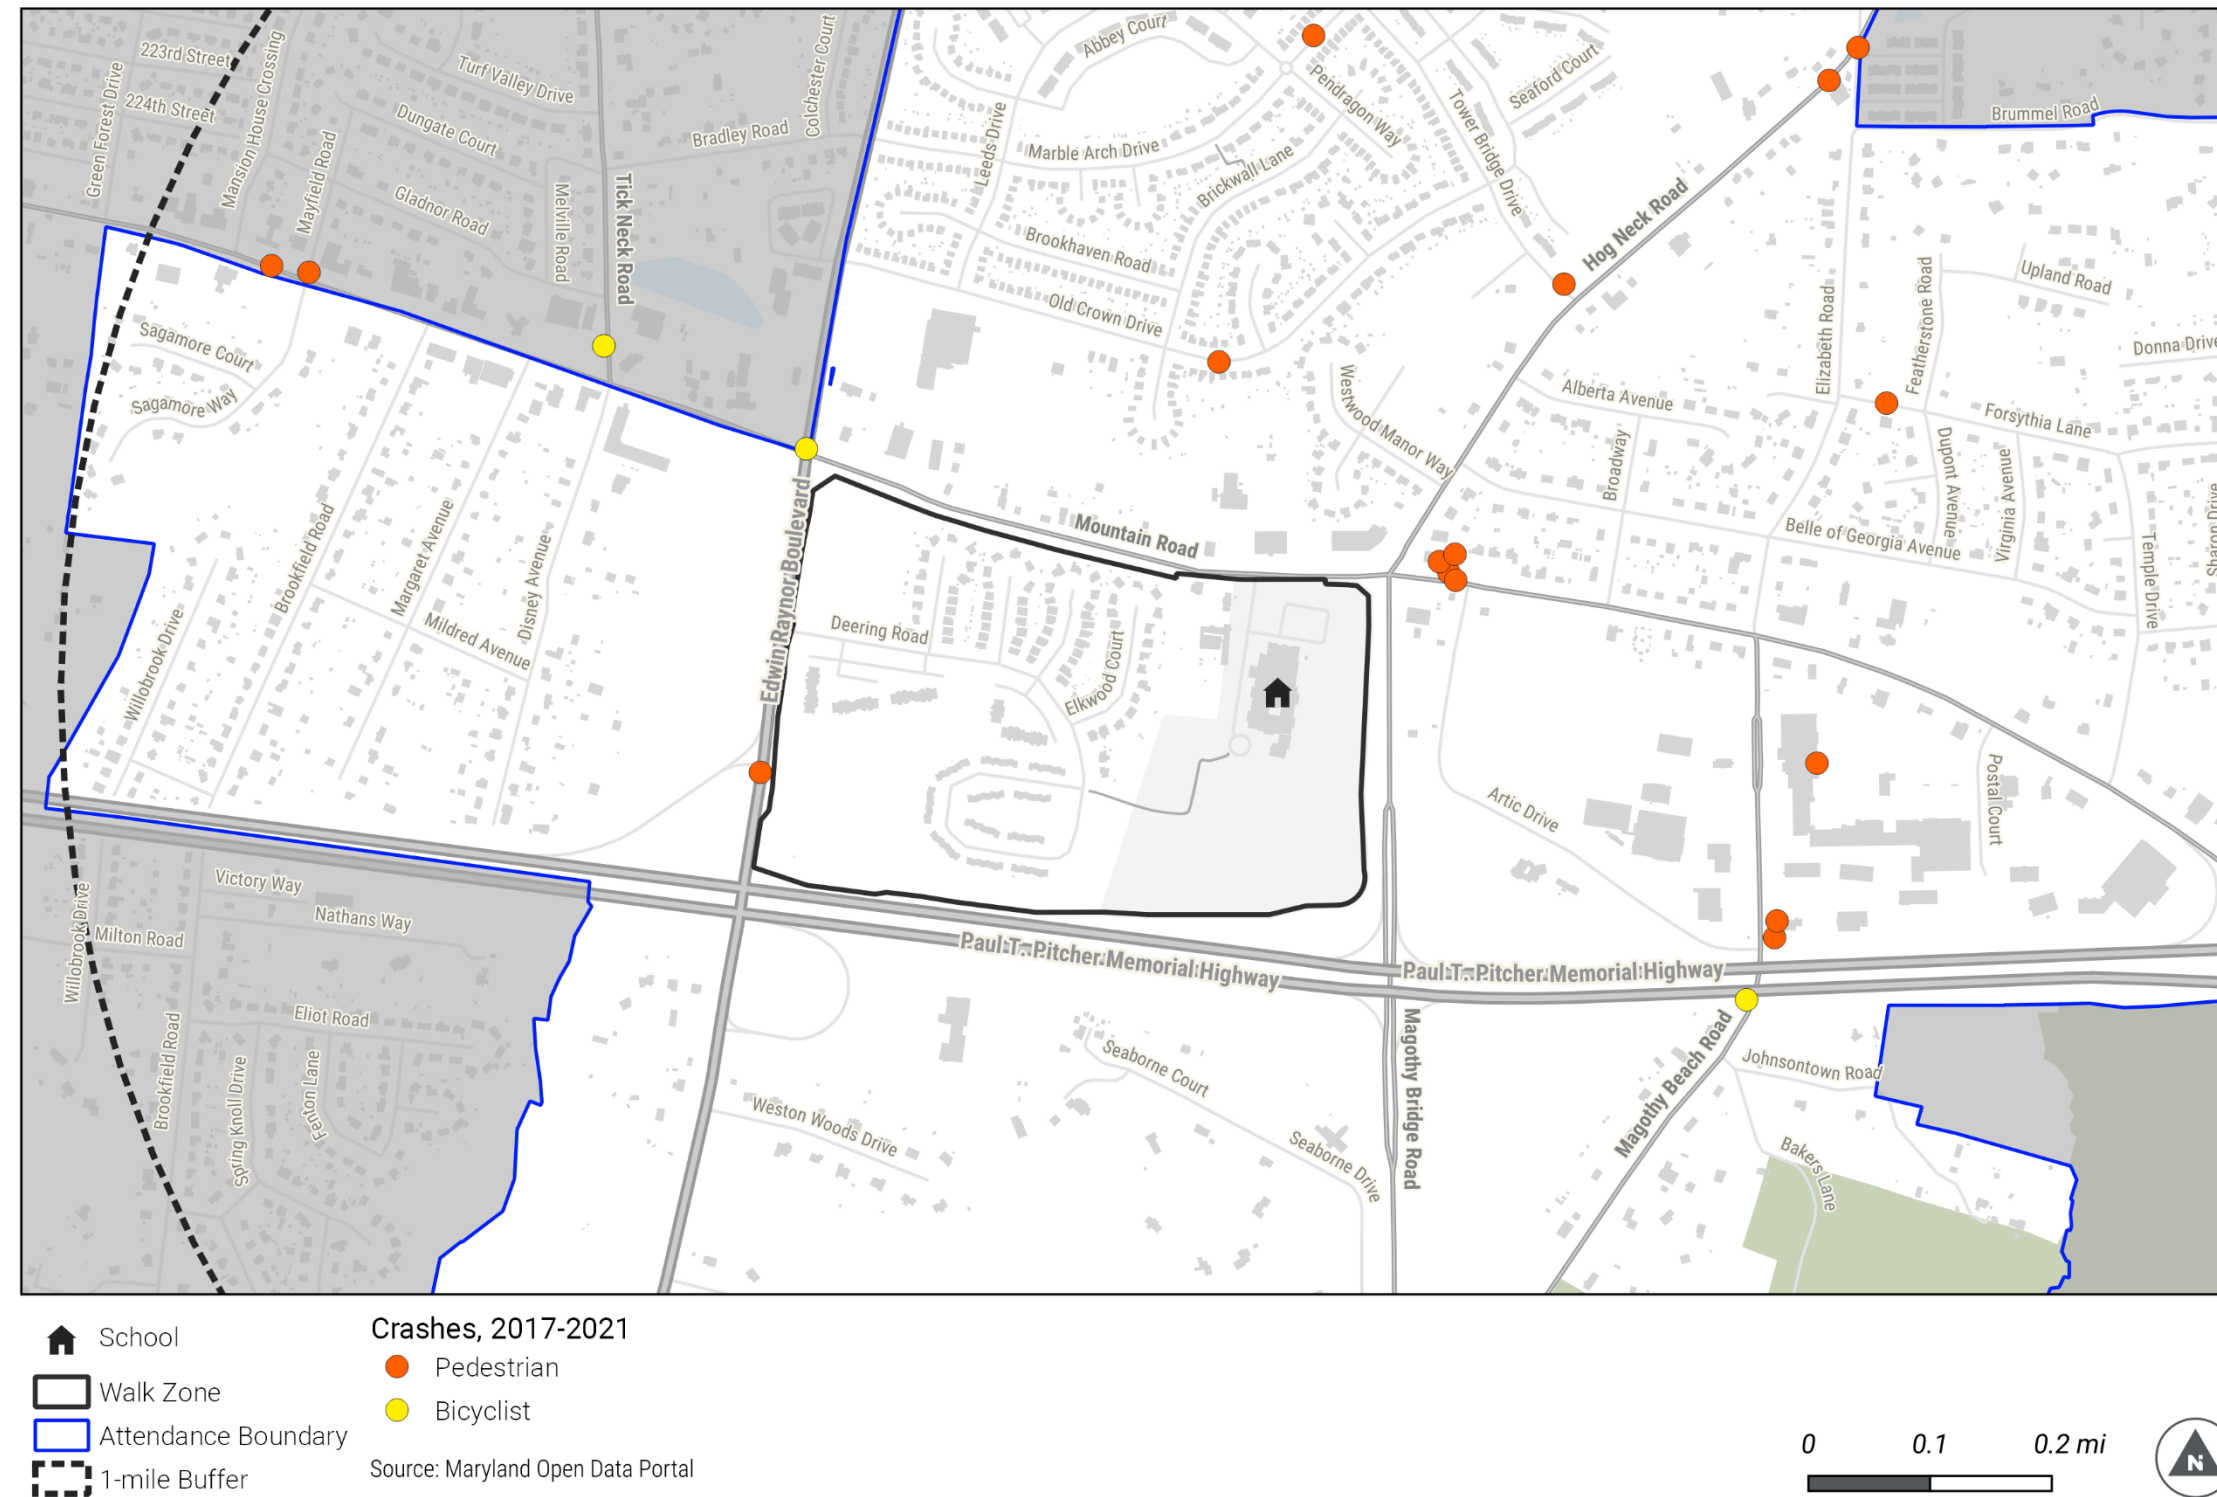 223rd Street
224th Street
Green Forest Drive
Mansion House Crossing
Mayfield Road
Turf Valley Drive
Dungate Court
Gladnor Road
Melville Road
Tick Neck Road
Bradley Road
Colchester Court
Abbey Court
Leeds Drive
Marble Arch Drive
Brickwall Lane
Pendragon Way
Tower Bridge Drive
Seaford Court
Brummel Road
Hog Neck Road
Brookhaven Road
Old Crown Drive
Upland Road
Elizabeth Road
Featherstone Road
Donna Drive
Sagamore Court
Sagamore Way
Westwood Manor Way
Alberta Avenue
Broadway
Forsythia Lane
Dupont Avenue
Virginia Avenue
Belle of Georgia Avenue
Sharon Drive
Temple Drive
Mountain Road
Edwin Raynor Boulevard
Brookfield Road
Margaret Avenue
Disney Avenue
Mildred Avenue
Willobrook Drive
Deering Road
Elkwood Court
Artic Drive
Postal Court
Victory Way
Nathans Way
Willobrook Drive
Milton Road
Paul T. Pitcher Memorial Highway
Paul T. Pitcher Memorial Highway
Eliot Road
Brookfield Road
Spring Knoll Drive
Fenton Lane
Weston Woods Drive
Seaborne Court
Seaborne Drive
Magothy Bridge Road
Magothy Beach Road
Johnsontown Road
Bakers Lane
School
Walk Zone
Attendance Boundary
1-mile Buffer
Crashes, 2017-2021
Pedestrian
Bicyclist
Source: Maryland Open Data Portal
0 0.1 0.2 mi
N